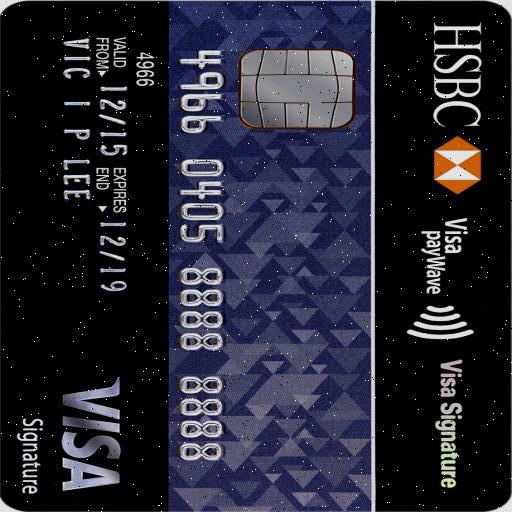 HSBC Visa payWave Visa Signature
4966 0405 8888 8888
4966
VALID FROM 12/15 EXPIRES END 12/19
VIC I P LEE VISA
Signature